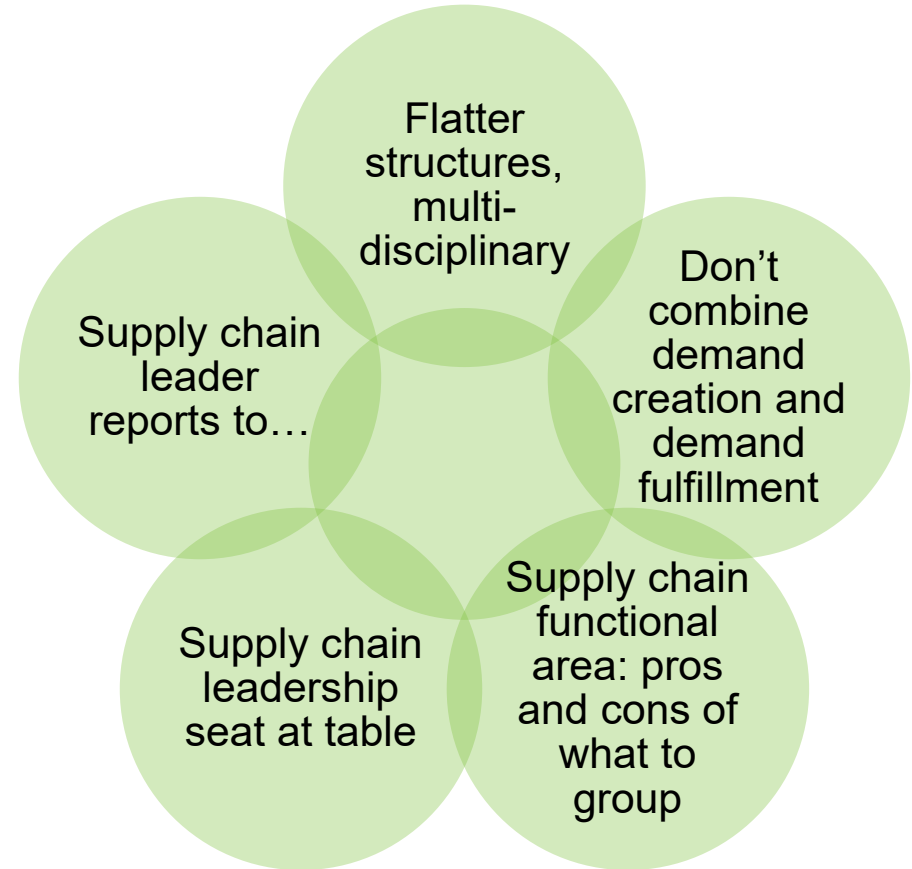 Flatter
structures,
multi-
disciplinary
Don’t
combine
demand
creation and
demand
fulfillment
Supply chain
functional
area: pros
and cons of
what to
group
Supply chain
leadership
seat at table
Supply chain
leader
reports to…